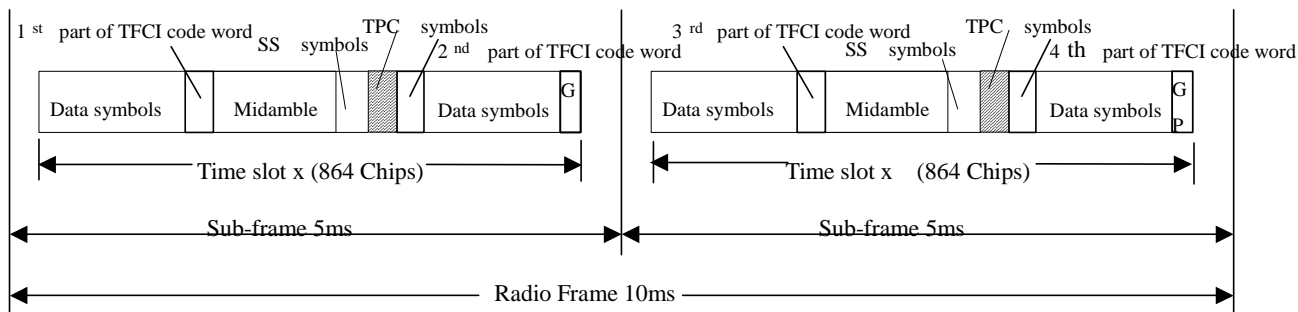 1 st part of TFCI code word
SS symbols
TPC symbols
2 nd part of TFCI code word
3 rd part of TFCI code word
SS symbols
TPC symbols
4 th part of TFCI code word
Data symbols
Midamble
Data symbols
G
Data symbols
Midamble
Data symbols
G
P
Time slot x (864 Chips)
Time slot x (864 Chips)
Sub-frame 5ms
Sub-frame 5ms
Radio Frame 10ms